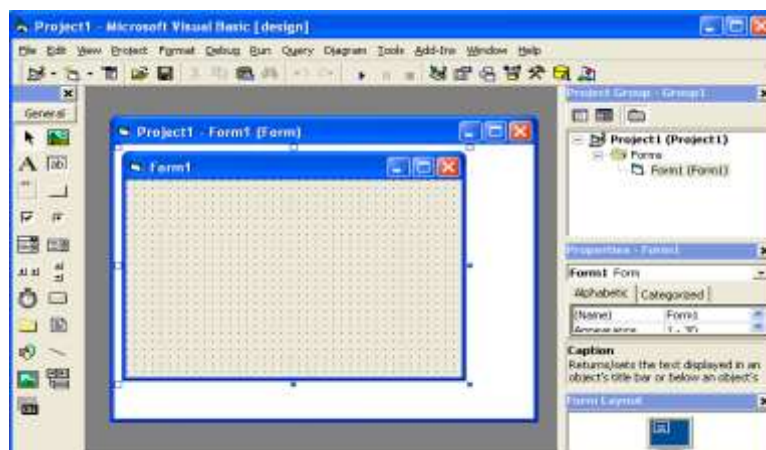 Project1 - Microsoft Visual Basic [design]
File Edit View Project Format Debug Run Query Diagram Tools Add-Ins Window Help
General
Project1 - Form1 (Form)
Form1
Project Group - Group1
Project1 (Project1)
Forms
Form1 (Form1)
Properties - Form1
Form1 Form
Alphabetic Categorized
(Name) Form1
Appearance 1 - 3D
Caption
Returns/sets the text displayed in an
object's title bar or below an object's
Form Layout